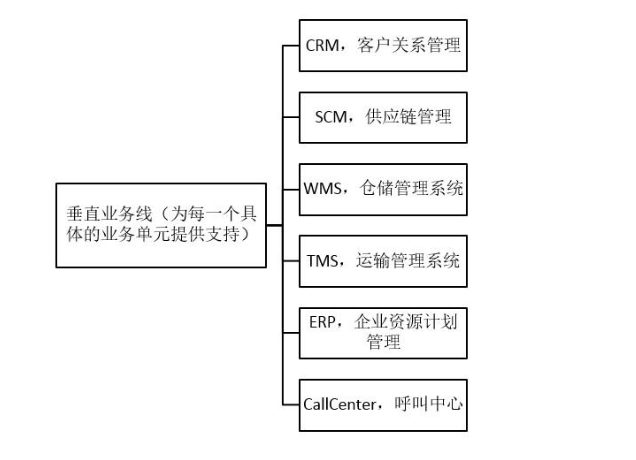 CRM，客户关系管理
SCM，供应链管理
WMS，仓储管理系统
垂直业务线（为每一个具
体的业务单元提供支持）
TMS，运输管理系统
ERP，企业资源计划
管理
CallCenter，呼叫中心